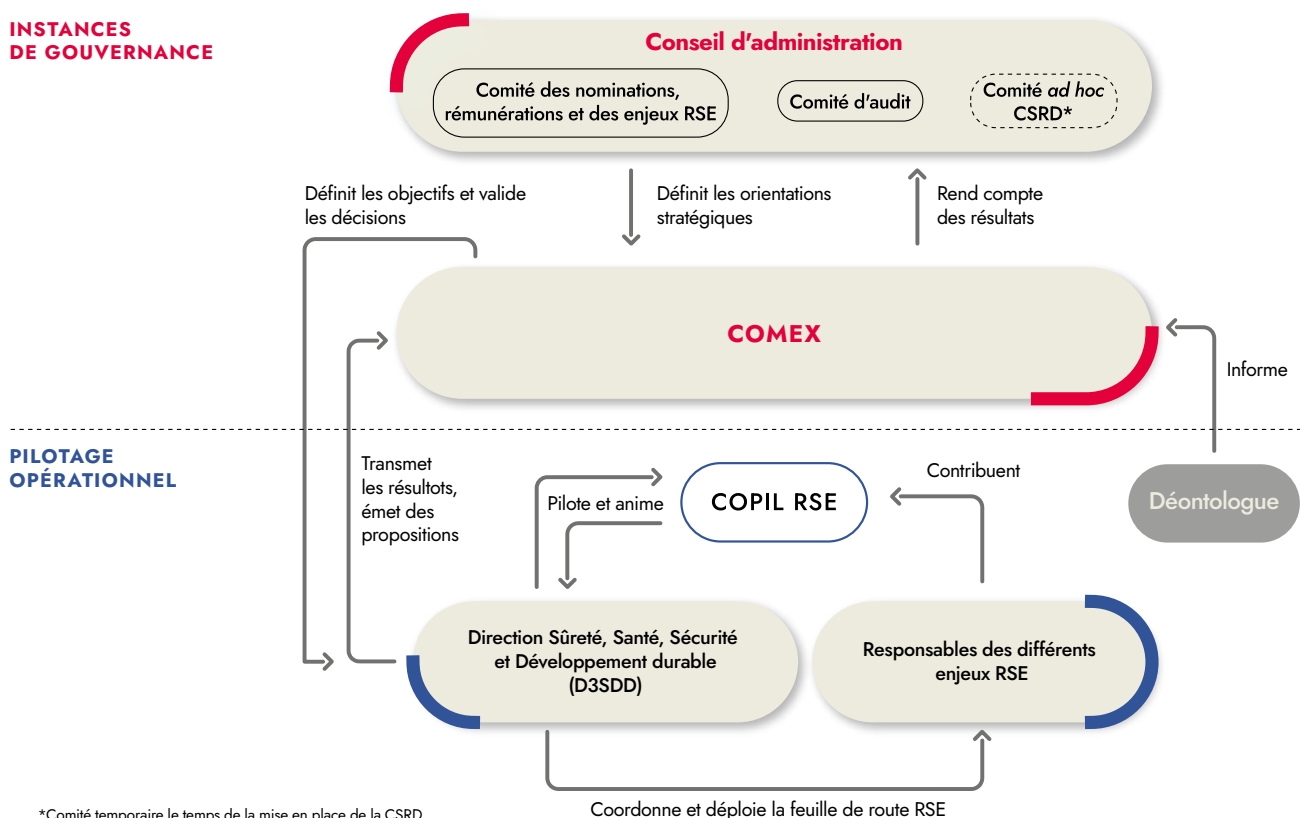 INSTANCES
DE GOUVERNANCE
Conseil d'administration
Comité des nominations,
rémunérations et des enjeux RSE
Comité d'audit
Comité ad hoc
CSRD*
Définit les objectifs et valide
les décisions
Définit les orientations
stratégiques
Rend compte
des résultats
COMEX
Informe
PILOTAGE
OPÉRATIONNEL
Transmet
les résultots,
émet des
propositions
Pilote et anime
COPIL RSE
Contribuent
Déontologue
Direction Sûreté, Santé, Sécurité
et Développement durable
(D3SDD)
Responsables des différents
enjeux RSE
Coordonne et déploie la feuille de route RSE
*Comité temporaire le temps de la mise en place de la CSRD